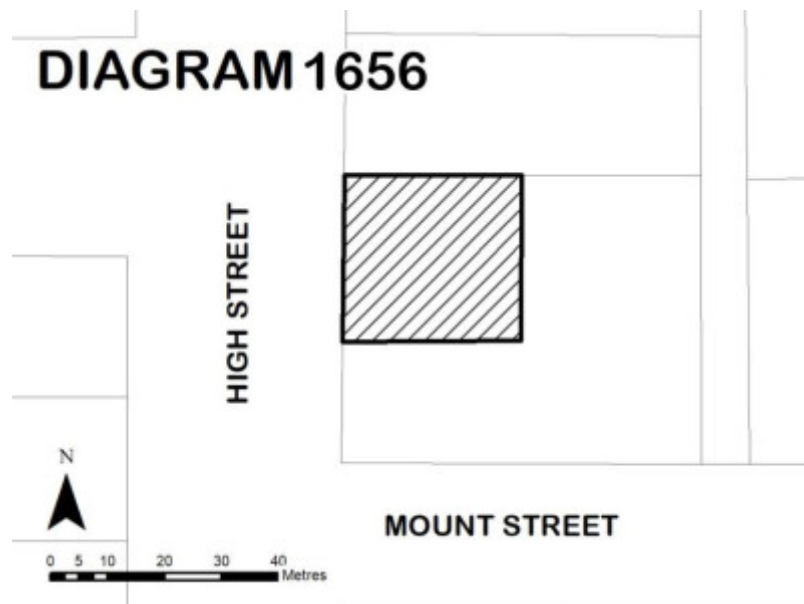 DIAGRAM 1656
HIGH STREET
MOUNT STREET
N
0 5 10 20 30 40
Metres